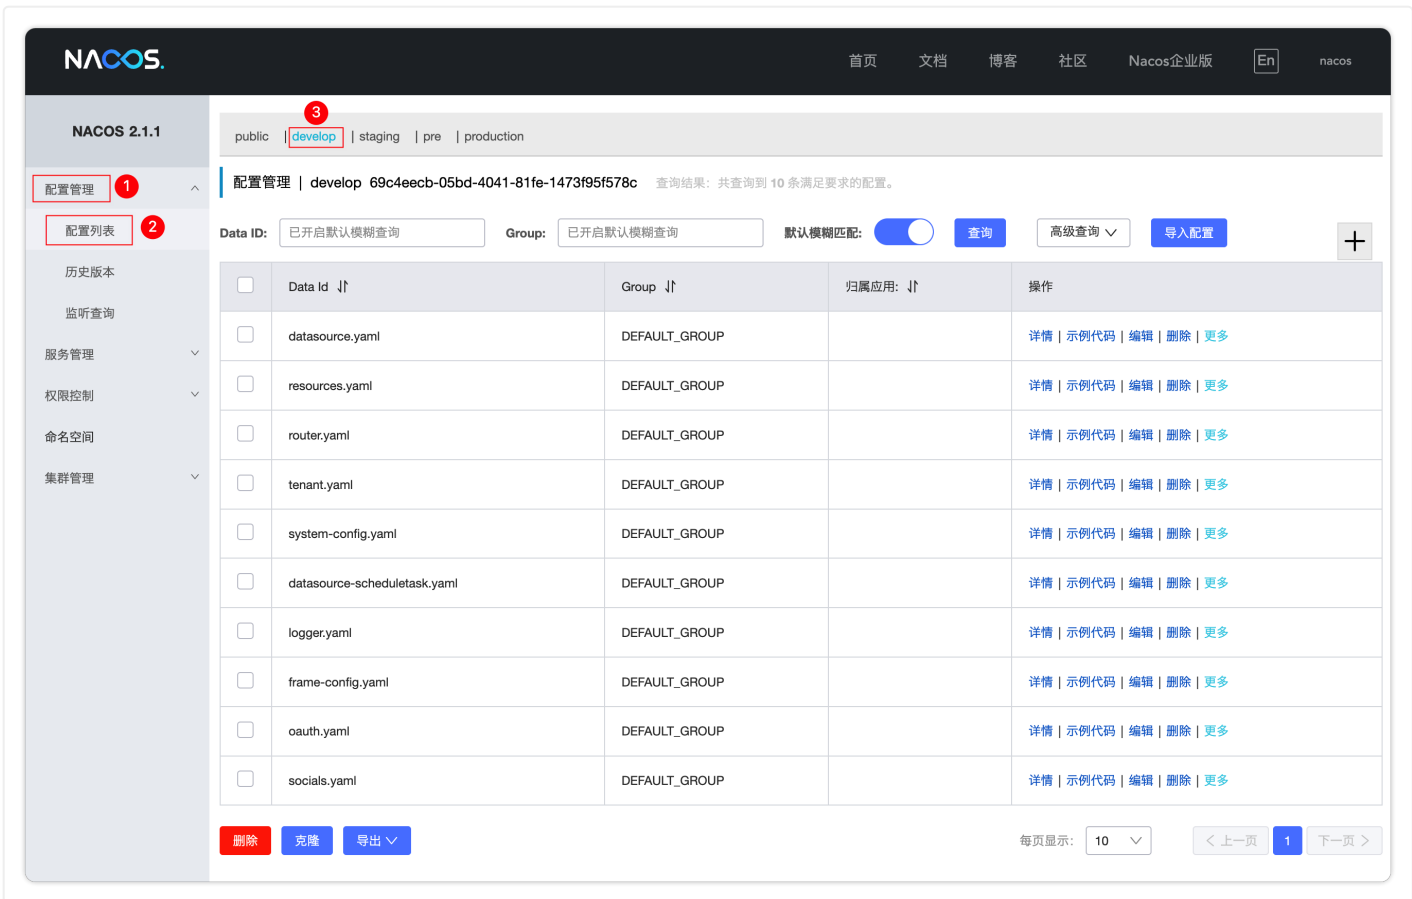 NACOS.
首页 文档 博客 社区 Nacos企业版 En nacos
NACOS 2.1.1
配置管理 1
配置列表 2
历史版本
监听查询
服务管理
权限控制
命名空间
集群管理
3
public | develop | staging | pre | production
配置管理 | develop 69c4eecb-05bd-4041-81fe-1473f95f578c 查询结果：共查询到 10 条满足要求的配置。
Data ID: 已开启默认模糊查询 Group: 已开启默认模糊查询 默认模糊匹配: 查询 高级查询 导入配置 +
Data Id Group 归属应用: 操作
datasource.yaml DEFAULT_GROUP 详情 | 示例代码 | 编辑 | 删除 | 更多
resources.yaml DEFAULT_GROUP 详情 | 示例代码 | 编辑 | 删除 | 更多
router.yaml DEFAULT_GROUP 详情 | 示例代码 | 编辑 | 删除 | 更多
tenant.yaml DEFAULT_GROUP 详情 | 示例代码 | 编辑 | 删除 | 更多
system-config.yaml DEFAULT_GROUP 详情 | 示例代码 | 编辑 | 删除 | 更多
datasource-scheduletask.yaml DEFAULT_GROUP 详情 | 示例代码 | 编辑 | 删除 | 更多
logger.yaml DEFAULT_GROUP 详情 | 示例代码 | 编辑 | 删除 | 更多
frame-config.yaml DEFAULT_GROUP 详情 | 示例代码 | 编辑 | 删除 | 更多
oauth.yaml DEFAULT_GROUP 详情 | 示例代码 | 编辑 | 删除 | 更多
socials.yaml DEFAULT_GROUP 详情 | 示例代码 | 编辑 | 删除 | 更多
删除 克隆 导出 每页显示: 10 < 上一页 1 下一页 >